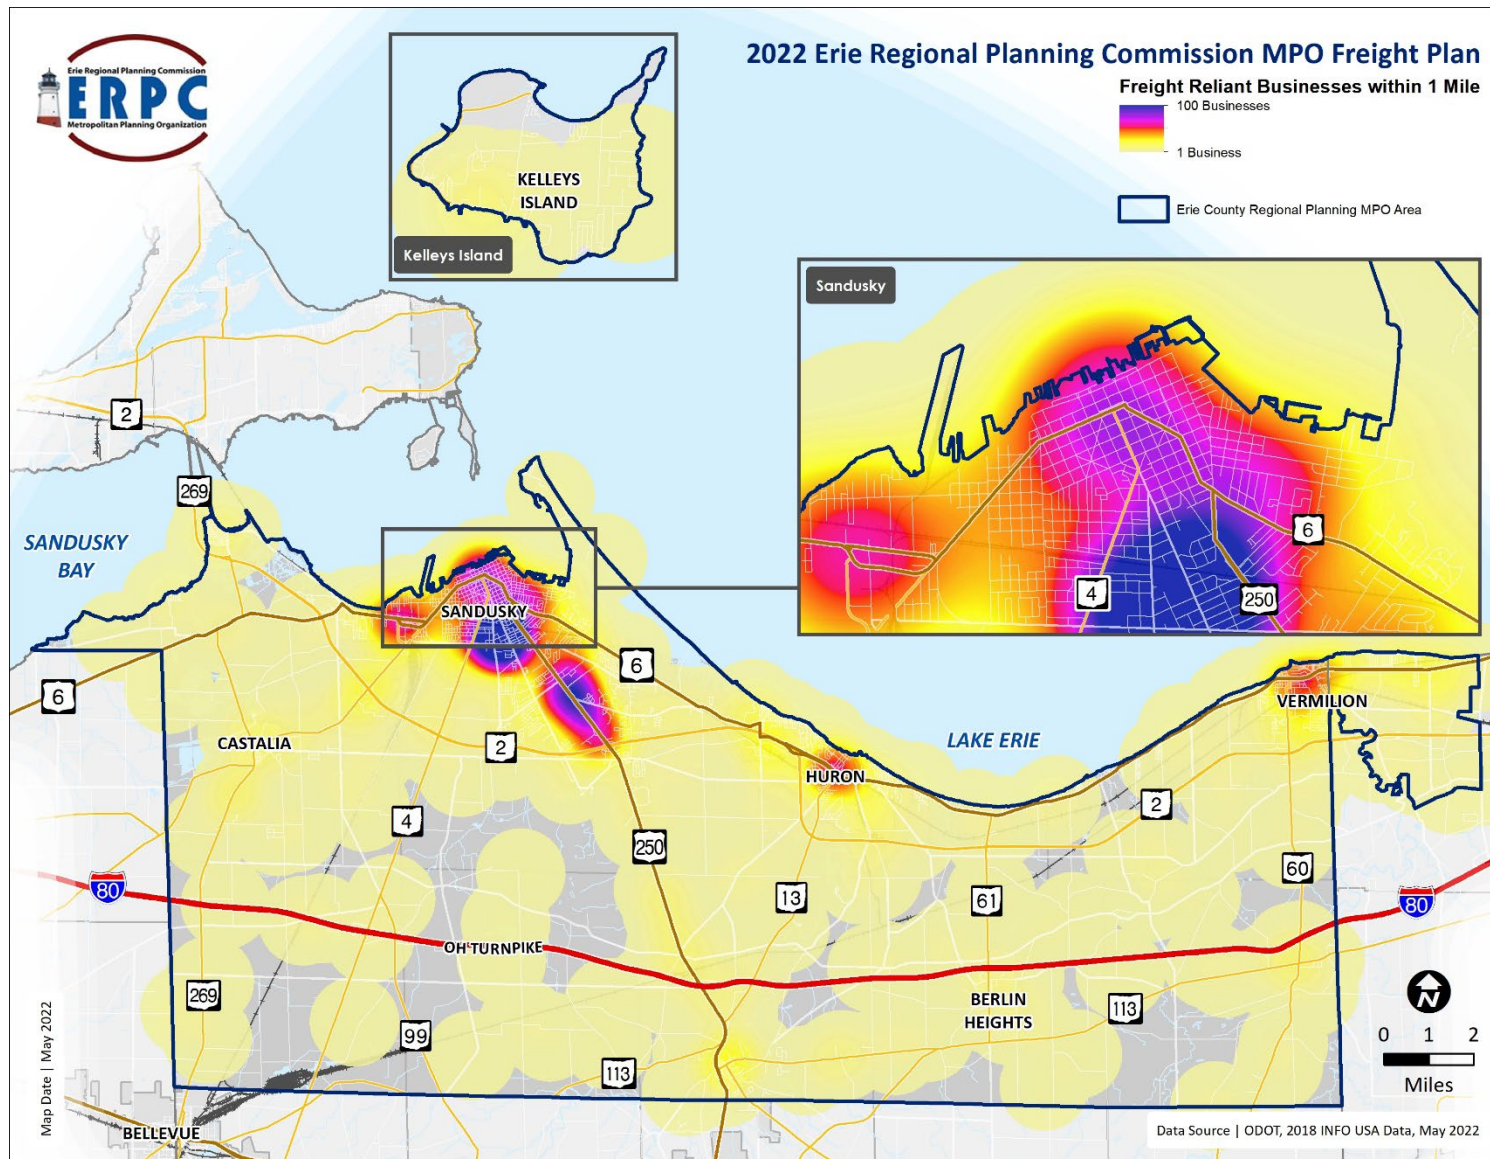 Erie Regional Planning Commission
ERPC
Metropolitan Planning Organization
2022 Erie Regional Planning Commission MPO Freight Plan
Freight Reliant Businesses within 1 Mile
100 Businesses
1 Business
Erie County Regional Planning MPO Area
KELLEYS
ISLAND
Kelleys Island
Sandusky
6
4
250
2
269
SANDUSKY
BAY
SANDUSKY
6
6
VERMILION
CASTALIA
2
LAKE ERIE
HURON
2
4
250
60
80
13
61
80
OH TURNPIKE
269
BERLIN
HEIGHTS
113
99
113
N
0 1 2
Miles
Map Date | May 2022
BELLEVUE
Data Source | ODOT, 2018 INFO USA Data, May 2022